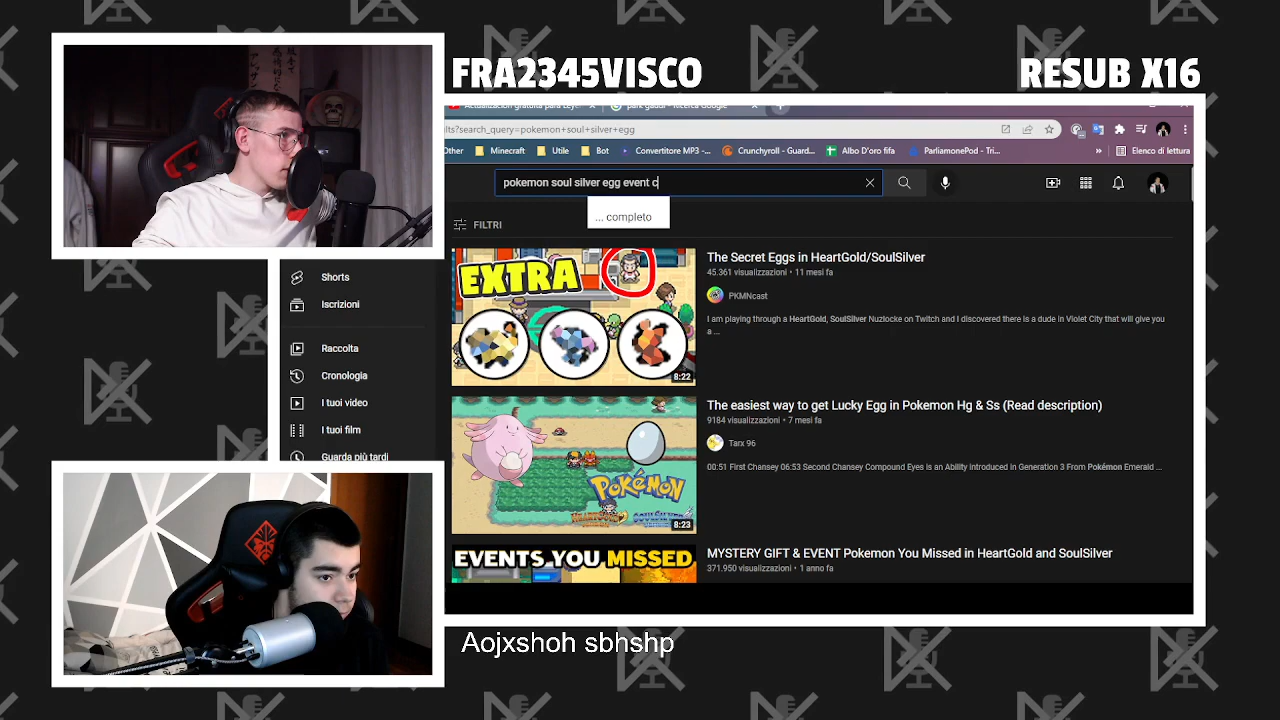 FRA2345VISCO
RESUB X16
lts?search_query=pokemon+soul+silver+egg
Other Minecraft Utile Bot Convertitore MP3 -... Crunchyroll - Guard... Albo D'oro fifa ParliamonePod - Tri... » Elenco di lettura
pokemon soul silver egg event c
... completo
FILTRI
Shorts
Iscrizioni
Raccolta
Cronologia
I tuoi video
I tuoi film
Guarda più tardi
EXTRA
8:22
The Secret Eggs in HeartGold/SoulSilver
45.361 visualizzazioni • 11 mesi fa
PKMNcast
I am playing through a HeartGold, SoulSilver Nuzlocke on Twitch and I discovered there is a dude in Violet City that will give you
a ...
POKéMON
8:23
The easiest way to get Lucky Egg in Pokemon Hg & Ss (Read description)
9184 visualizzazioni • 7 mesi fa
Tarx 96
00:51 First Chansey 06:53 Second Chansey Compound Eyes is an Ability introduced in Generation 3 From Pokémon Emerald ...
EVENTS YOU MISSED
MYSTERY GIFT & EVENT Pokemon You Missed in HeartGold and SoulSilver
371.950 visualizzazioni • 1 anno fa
Aojxshoh sbhshp